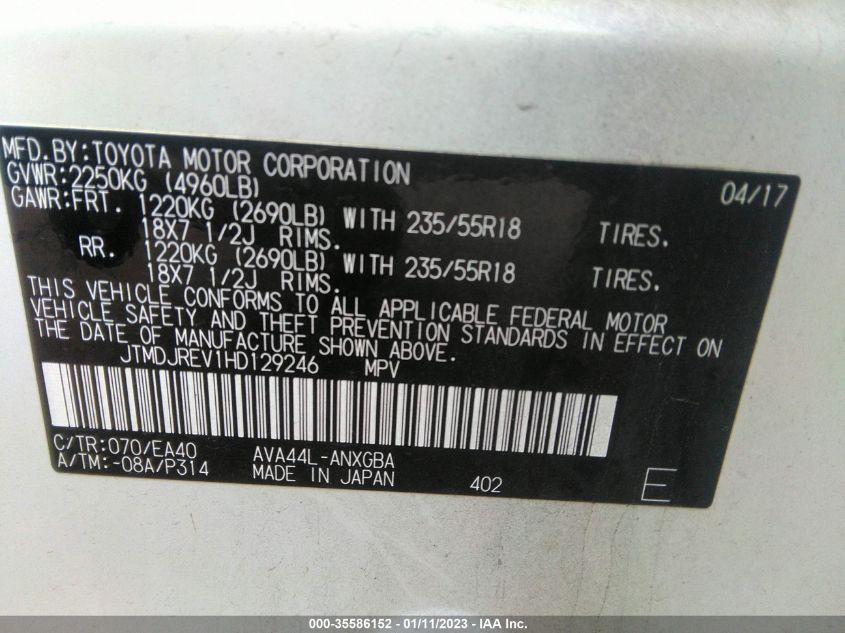 MFD.BY:TOYOTA MOTOR CORPORATION 04/17
GVWR:2250KG (4960LB)
GAWR:FRT. 1220KG (2690LB) WITH 235/55R18 TIRES.
18X7 1/2J RIMS.
RR. 1220KG (2690LB) WITH 235/55R18 TIRES.
18X7 1/2J RIMS.
THIS VEHICLE CONFORMS TO ALL APPLICABLE FEDERAL MOTOR
VEHICLE SAFETY AND THEFT PREVENTION STANDARDS IN EFFECT ON
THE DATE OF MANUFACTURE SHOWN ABOVE.
JTMDJREV1HD129246 MPV
C/TR:070/EA40 AVA44L-ANXGBA
A/TM:-08A/P314 MADE IN JAPAN 402 E
000-35586152 - 01/11/2023 - IAA Inc.